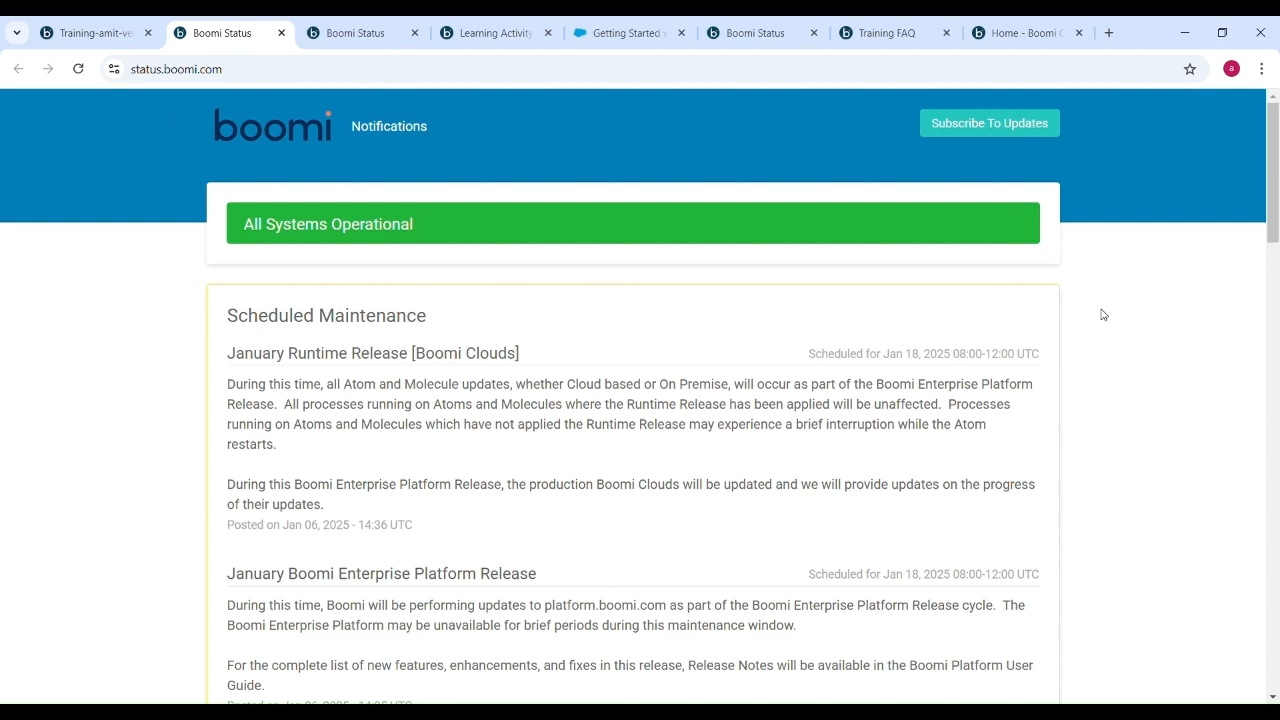 Training-amit-ve
Boomi Status
Boomi Status
Learning Activity
Getting Started
Boomi Status
Training FAQ
Home - Boomi C
status.boomi.com
a
boomi
Notifications
Subscribe To Updates
All Systems Operational
Scheduled Maintenance
January Runtime Release [Boomi Clouds]
Scheduled for Jan 18, 2025 08:00-12:00 UTC
During this time, all Atom and Molecule updates, whether Cloud based or On Premise, will occur as part of the Boomi Enterprise Platform
Release. All processes running on Atoms and Molecules where the Runtime Release has been applied will be unaffected. Processes
running on Atoms and Molecules which have not applied the Runtime Release may experience a brief interruption while the Atom
restarts.
During this Boomi Enterprise Platform Release, the production Boomi Clouds will be updated and we will provide updates on the progress
of their updates.
Posted on Jan 06, 2025 - 14:36 UTC
January Boomi Enterprise Platform Release
Scheduled for Jan 18, 2025 08:00-12:00 UTC
During this time, Boomi will be performing updates to platform.boomi.com as part of the Boomi Enterprise Platform Release cycle. The
Boomi Enterprise Platform may be unavailable for brief periods during this maintenance window.
For the complete list of new features, enhancements, and fixes in this release, Release Notes will be available in the Boomi Platform User
Guide.